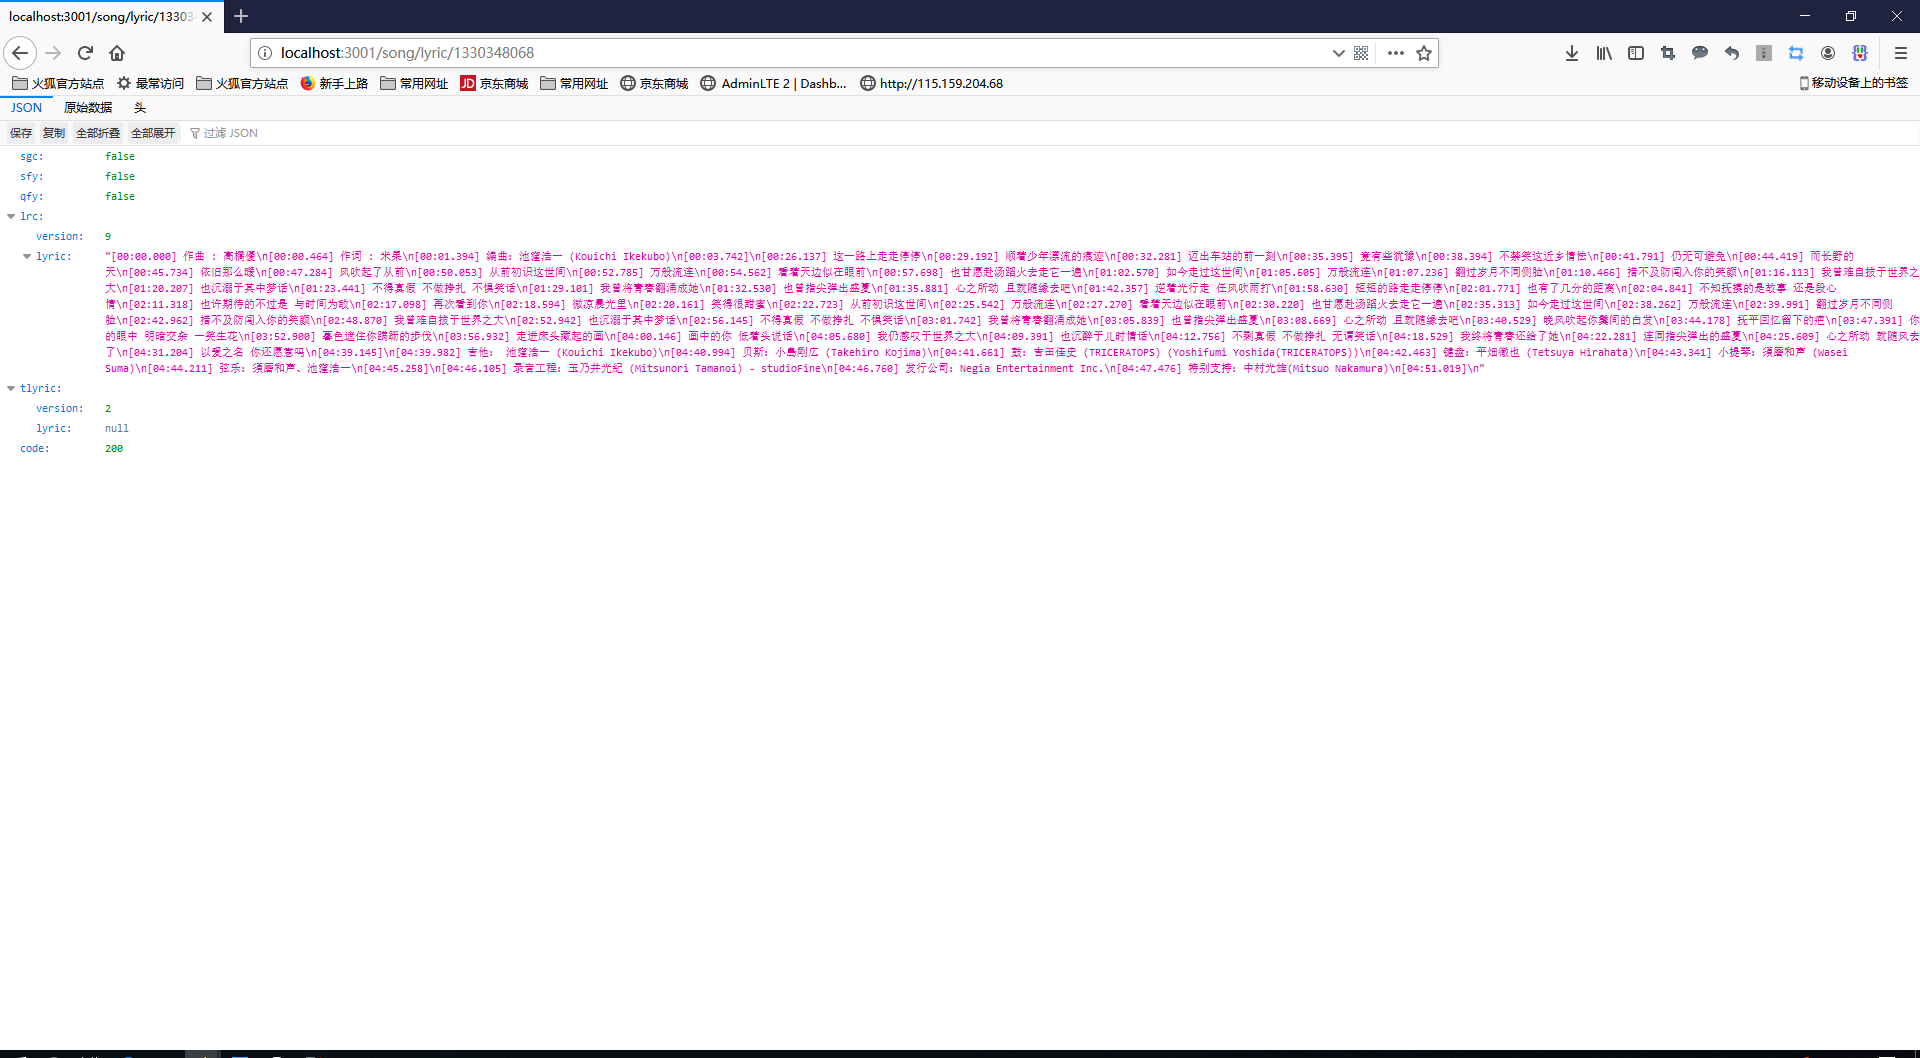 localhost:3001/song/lyric/13303
localhost:3001/song/lyric/1330348068
火狐官方站点 最常访问 火狐官方站点 新手上路 常用网址 JD 京东商城 常用网址 京东商城 AdminLTE 2 | Dashb... http://115.159.204.68 移动设备上的书签
JSON 原始数据 头
保存 复制 全部折叠 全部展开 过滤 JSON
sgc: false
sfy: false
qfy: false
lrc:
version: 9
lyric: "[00:00.000] 作曲 : 高橋優\n[00:00.464] 作词 : 米果\n[00:01.394] 编曲：池窪浩一 (Kouichi Ikekubo)\n[00:03.742]\n[00:26.137] 这一路上走走停停\n[00:29.192] 顺着少年漂流的痕迹\n[00:32.281] 迈出车站的前一刻\n[00:35.395] 竟有些犹豫\n[00:38.394] 不禁笑这近乡情怯\n[00:41.791] 仍无可避免\n[00:44.419] 而长野的
天\n[00:45.734] 依旧那么暖\n[00:47.284] 风吹起了从前\n[00:50.053] 从前初识这世间\n[00:52.785] 万般流连\n[00:54.562] 看着天边似在眼前\n[00:57.698] 也甘愿赴汤蹈火去走它一遍\n[01:02.570] 如今走过这世间\n[01:05.605] 万般流连\n[01:07.236] 翻过岁月不同侧脸\n[01:10.466] 措不及防闯入你的笑颜\n[01:16.113] 我曾难自拔于世界之
大\n[01:20.207] 也沉溺于其中梦话\n[01:23.441] 不得真假 不做挣扎 不惧笑话\n[01:29.101] 我曾将青春翻涌成她\n[01:32.530] 也曾指尖弹出盛夏\n[01:35.881] 心之所动 且就随缘去吧\n[01:42.357] 逆着光行走 任风吹雨打\n[01:58.630] 短短的路走走停停\n[02:01.771] 也有了几分的距离\n[02:04.841] 不知抚摸的是故事 还是段心
情\n[02:11.318] 也许期待的不过是 与时间为敌\n[02:17.098] 再次看到你\n[02:18.594] 微凉晨光里\n[02:20.161] 笑得很甜蜜\n[02:22.723] 从前初识这世间\n[02:25.542] 万般流连\n[02:27.270] 看着天边似在眼前\n[02:30.220] 也甘愿赴汤蹈火去走它一遍\n[02:35.313] 如今走过这世间\n[02:38.262] 万般流连\n[02:39.991] 翻过岁月不同侧
脸\n[02:42.962] 措不及防闯入你的笑颜\n[02:48.870] 我曾难自拔于世界之大\n[02:52.942] 也沉溺于其中梦话\n[02:56.145] 不得真假 不做挣扎 不惧笑话\n[03:01.742] 我曾将青春翻涌成她\n[03:05.839] 也曾指尖弹出盛夏\n[03:08.669] 心之所动 且就随缘去吧\n[03:40.529] 晚风吹起你鬓间的白发\n[03:44.178] 抚平回忆留下的疤\n[03:47.391] 你
的眼中 明暗交杂 一笑生花\n[03:52.900] 暮色遮住你蹒跚的步伐\n[03:56.932] 走进床头藏起的画\n[04:00.146] 画中的你 低着头说话\n[04:05.680] 我仍感叹于世界之大\n[04:09.391] 也沉醉于儿时情话\n[04:12.756] 不剩真假 不做挣扎 无谓笑话\n[04:18.529] 我终将青春还给了她\n[04:22.281] 连同指尖弹出的盛夏\n[04:25.609] 心之所动 就随风去
了\n[04:31.204] 以爱之名 你还愿意吗\n[04:39.145]\n[04:39.982] 吉他： 池窪浩一 (Kouichi Ikekubo)\n[04:40.994] 贝斯：小島剛広 (Takehiro Kojima)\n[04:41.661] 鼓：吉田佳史 (TRICERATOPS) (Yoshifumi Yoshida(TRICERATOPS))\n[04:42.463] 键盘：平畑徹也 (Tetsuya Hirahata)\n[04:43.341] 小提琴：須磨和声 (Wasei
Suma)\n[04:44.211] 弦乐：須磨和声、池窪浩一\n[04:45.258]\n[04:46.105] 录音工程：玉乃井光紀 (Mitsunori Tamanoi) - studioFine\n[04:46.760] 发行公司：Negia Entertainment Inc.\n[04:47.476] 特别支持：中村光雄(Mitsuo Nakamura)\n[04:51.019]\n"
tlyric:
version: 2
lyric: null
code: 200